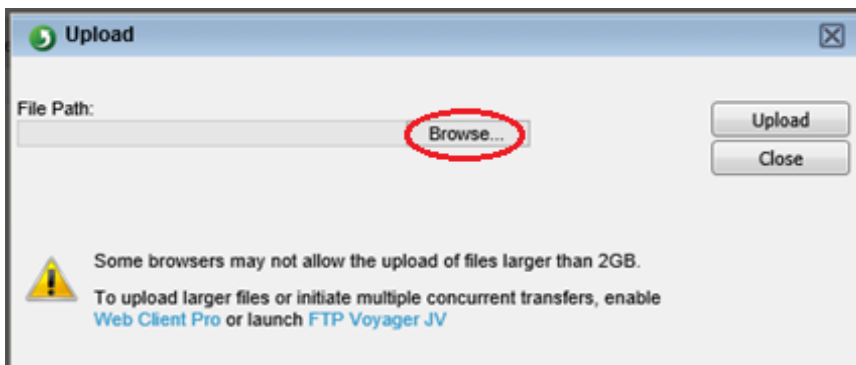 Upload
File Path:
Browse...
Upload
Close
Some browsers may not allow the upload of files larger than 2GB.
To upload larger files or initiate multiple concurrent transfers, enable
Web Client Pro or launch FTP Voyager JV